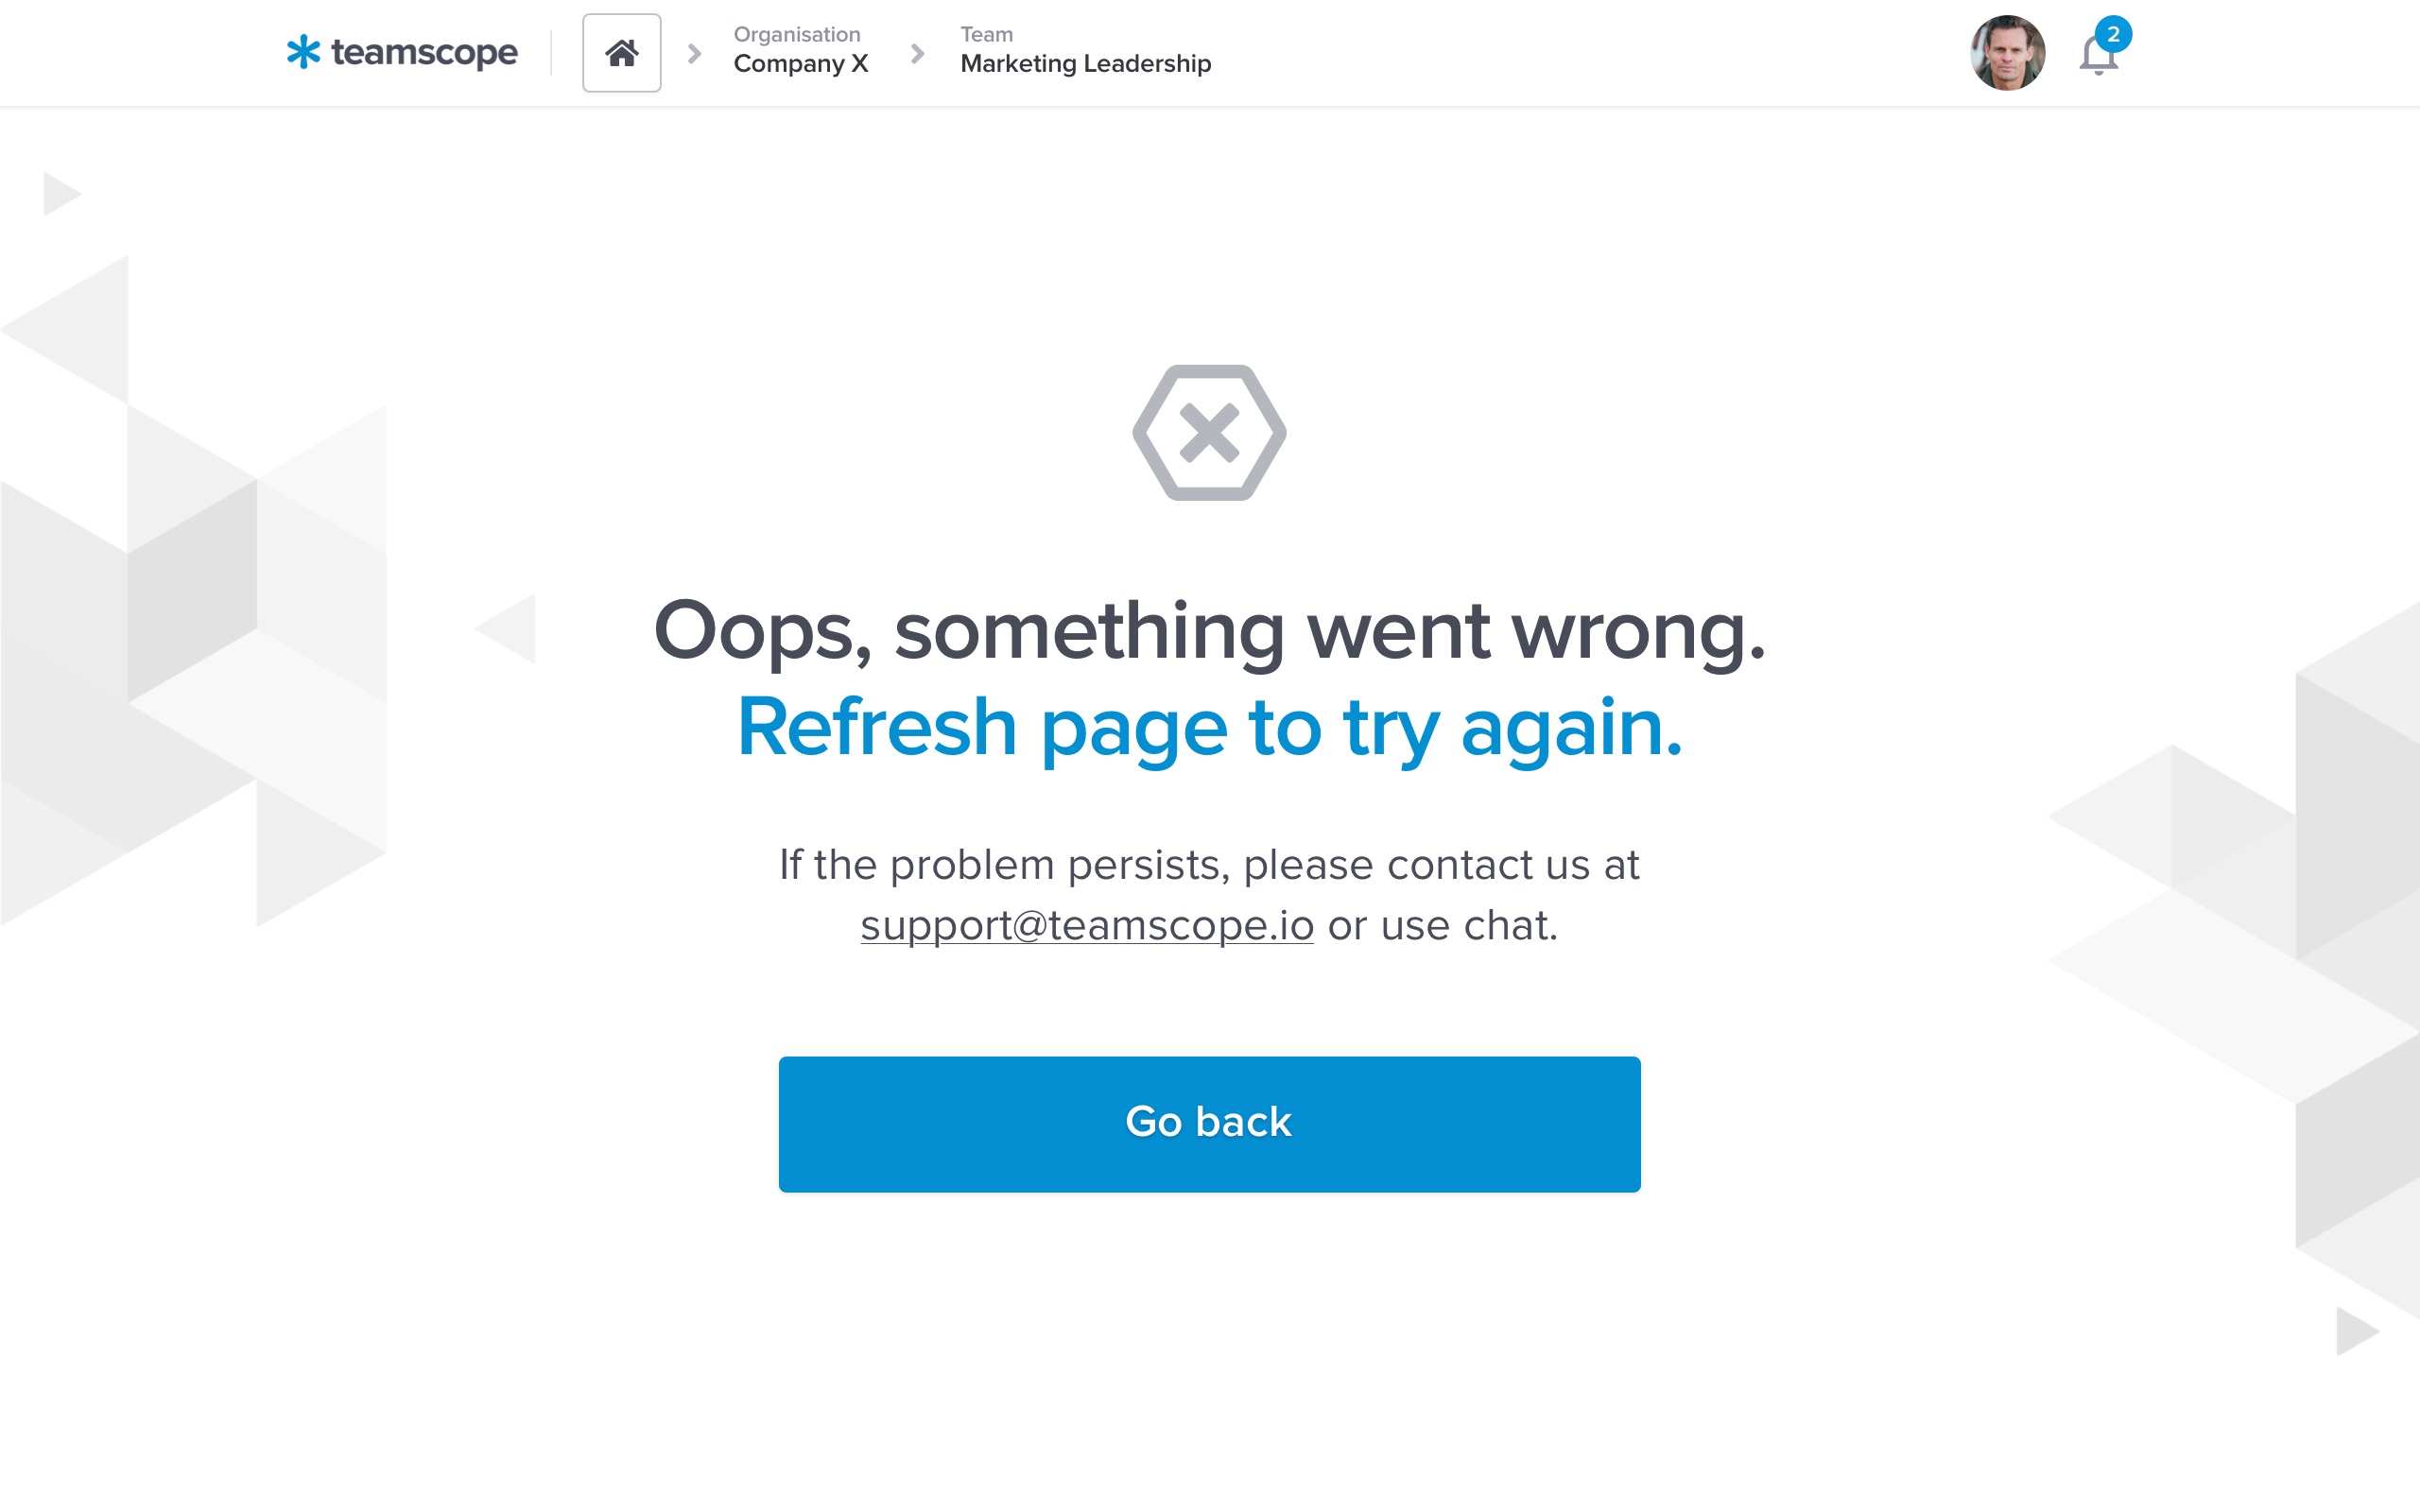 teamscope
Organisation
Company X
Team
Marketing Leadership
2
Oops, something went wrong.
Refresh page to try again.
If the problem persists, please contact us at
support@teamscope.io or use chat.
Go back